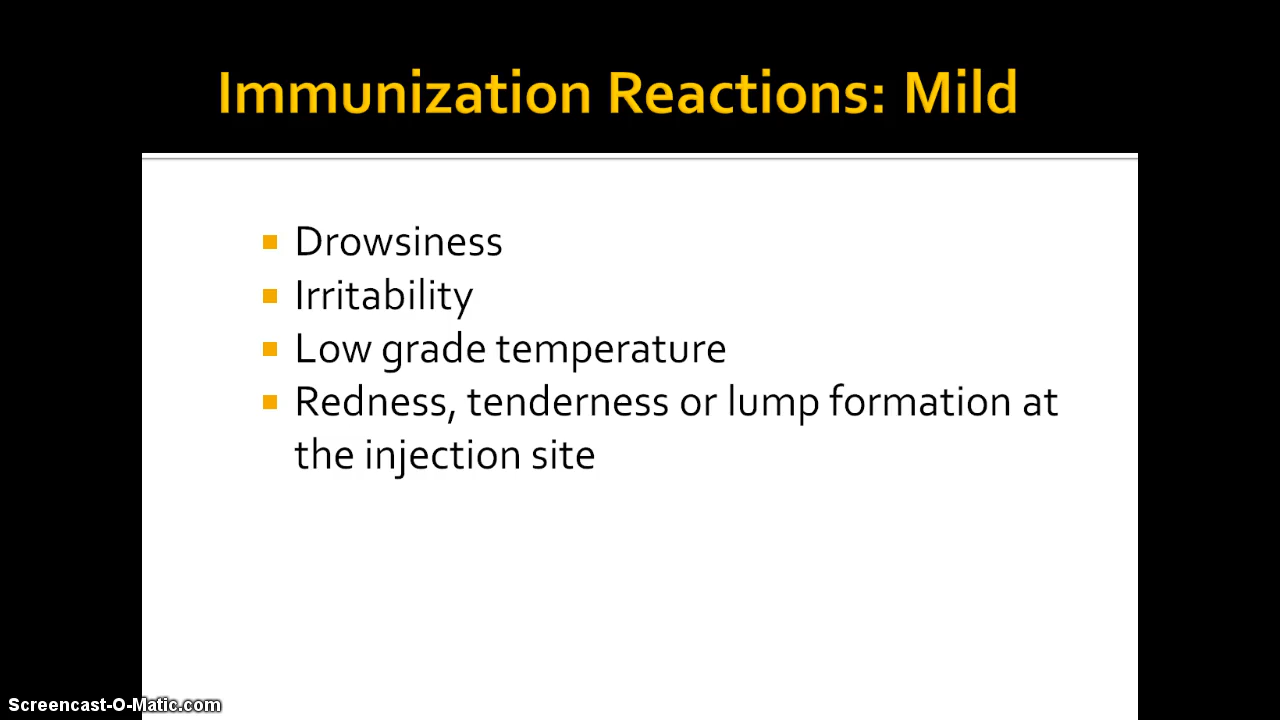 Immunization Reactions: Mild
Drowsiness
Irritability
Low grade temperature
Redness, tenderness or lump formation at
the injection site
Screencast-O-Matic.com